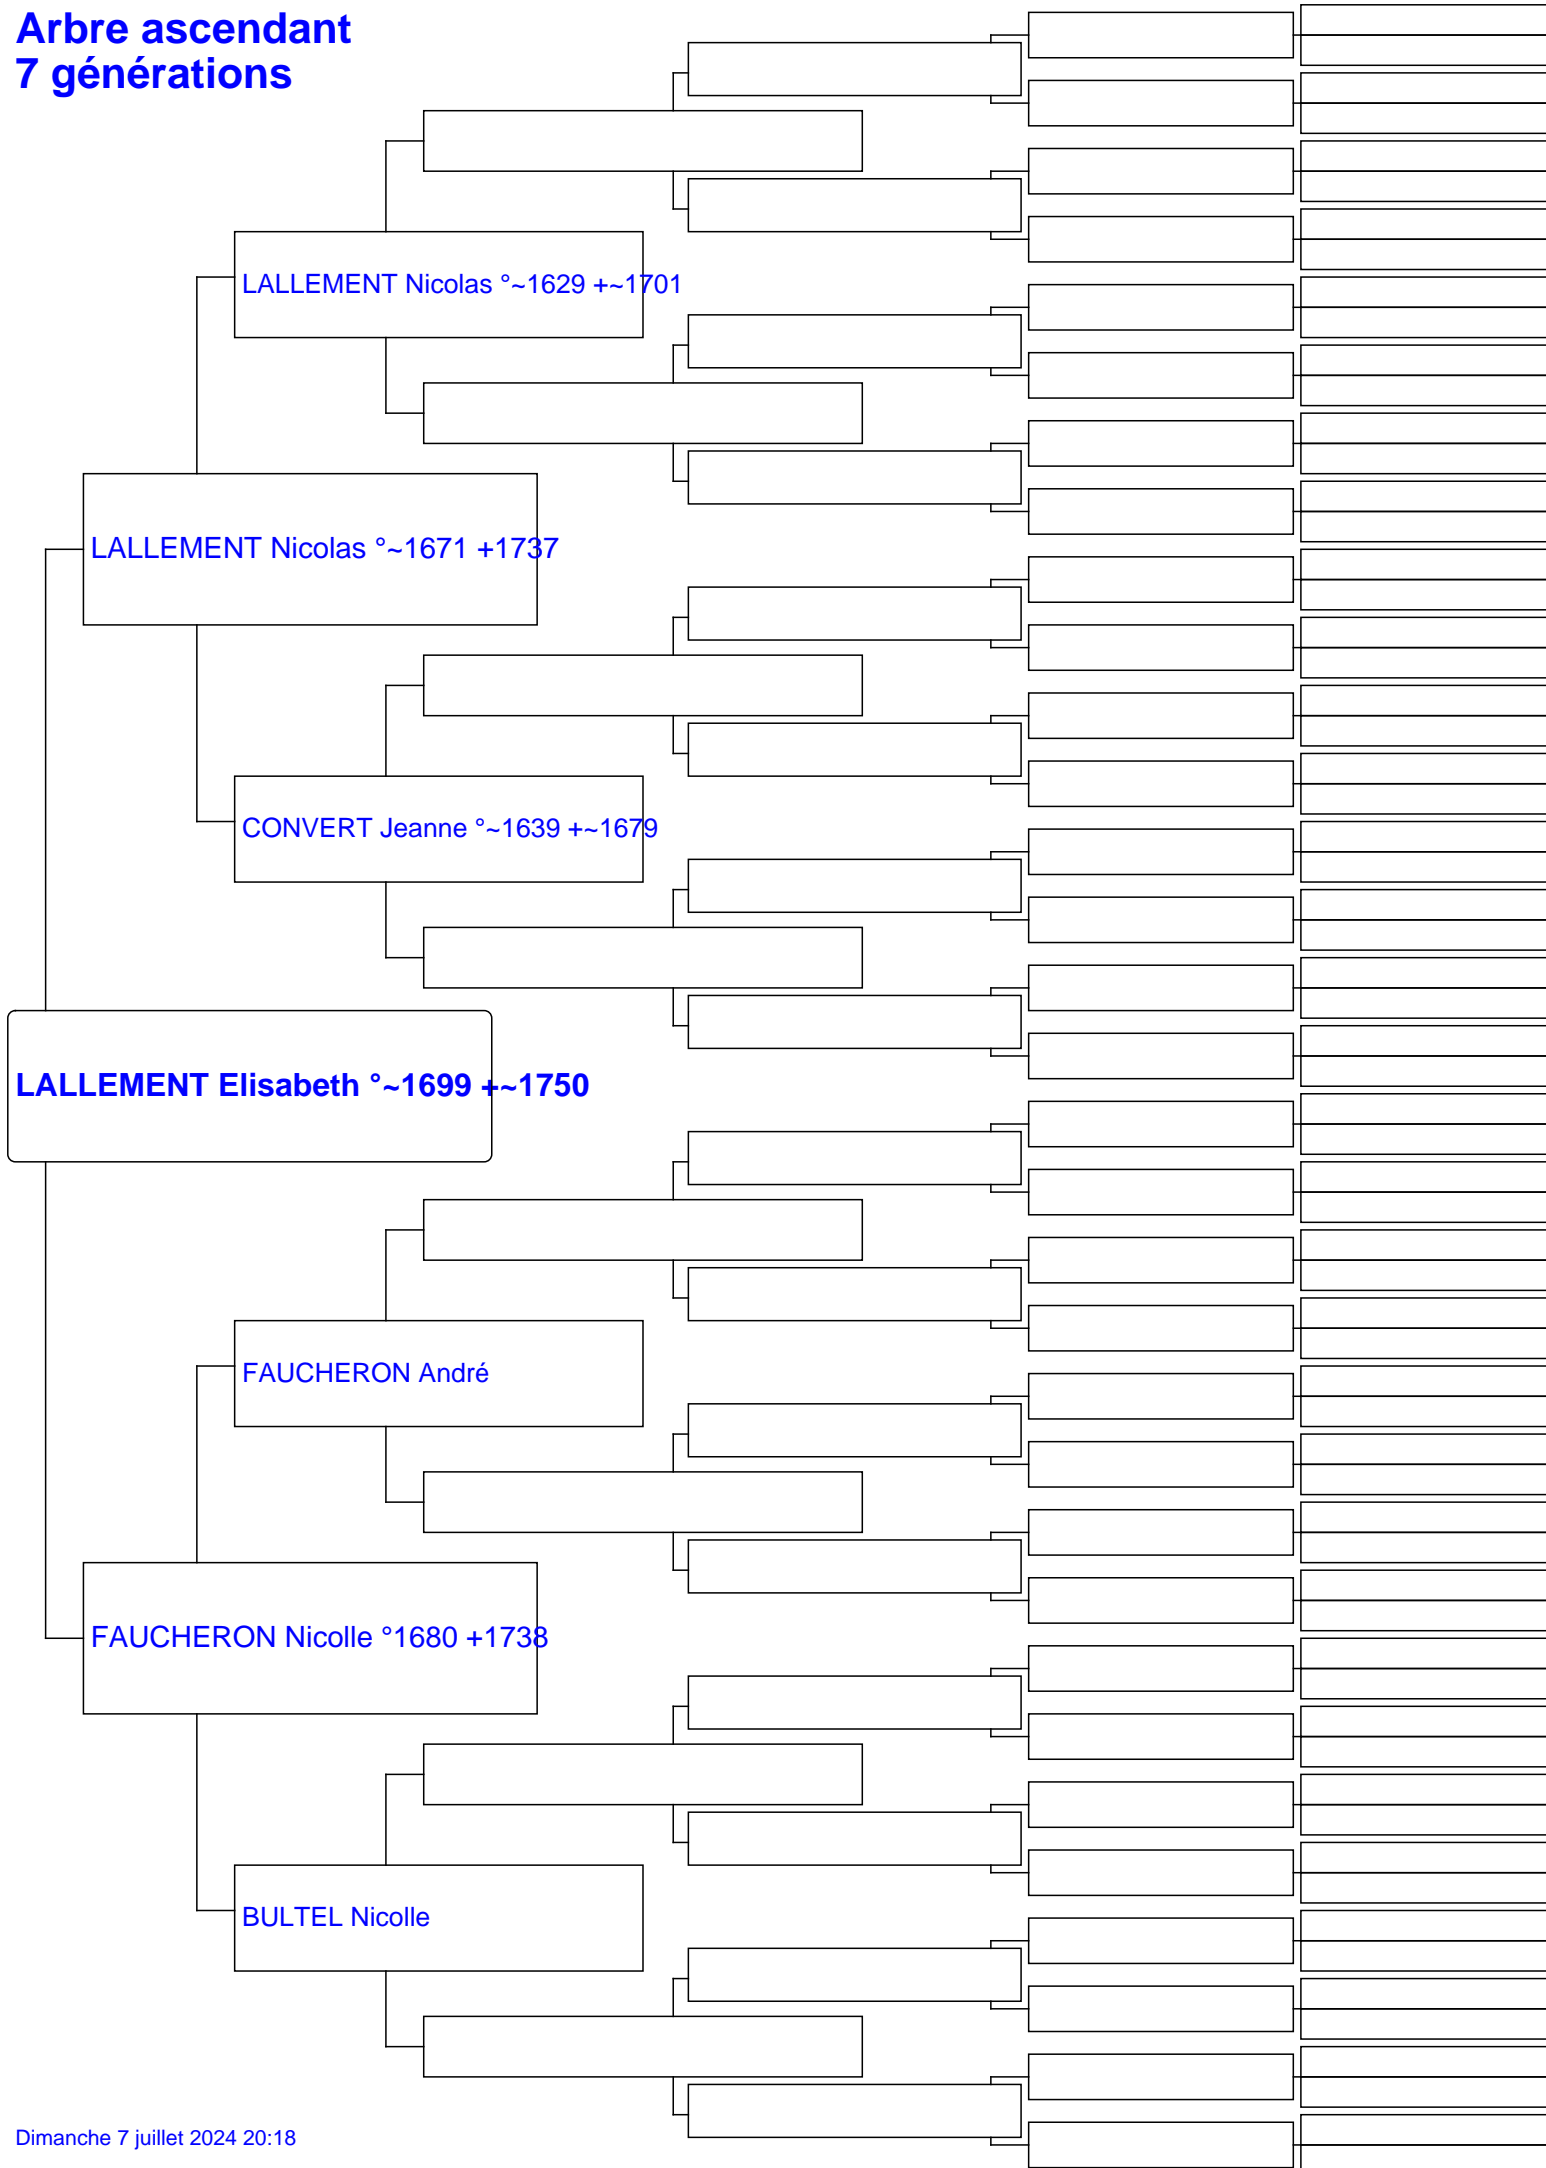 Arbre ascendant
7 générations
LALLEMENT Nicolas °~1629 +~1701
LALLEMENT Nicolas °~1671 +1737
CONVERT Jeanne °~1639 +~1679
LALLEMENT Elisabeth °~1699 +~1750
FAUCHERON André
FAUCHERON Nicolle °1680 +1738
BULTEL Nicolle
Dimanche 7 juillet 2024 20:18